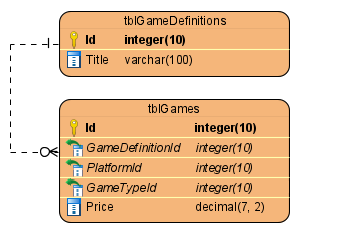 tblGameDefinitions
Id integer(10)
Title varchar(100)
tblGames
Id integer(10)
GameDefinitionId integer(10)
PlatformId integer(10)
GameTypeId integer(10)
Price decimal(7, 2)